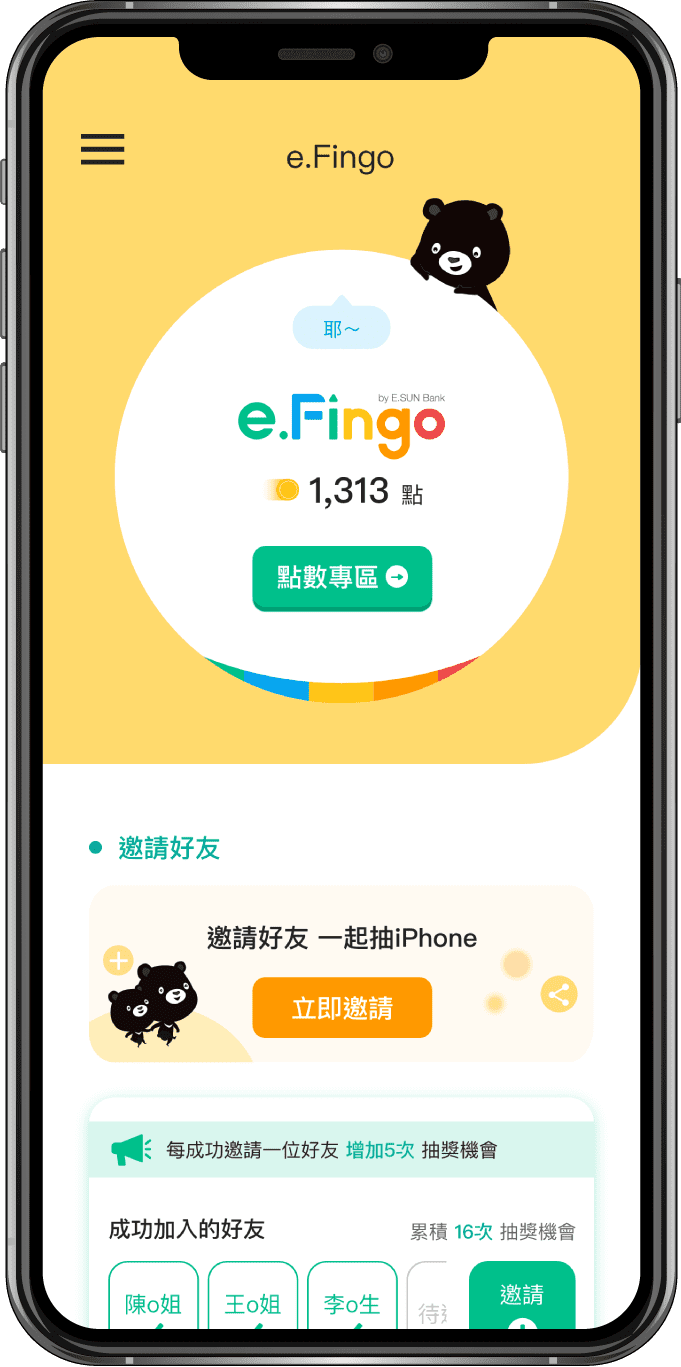 e.Fingo
耶～
by E.SUN Bank
e.Fingo
1,313 點
點數專區
邀請好友
邀請好友 一起抽iPhone
立即邀請
每成功邀請一位好友 增加5次 抽獎機會
成功加入的好友
累積 16次 抽獎機會
陳o姐
王o姐
李o生
待
邀請